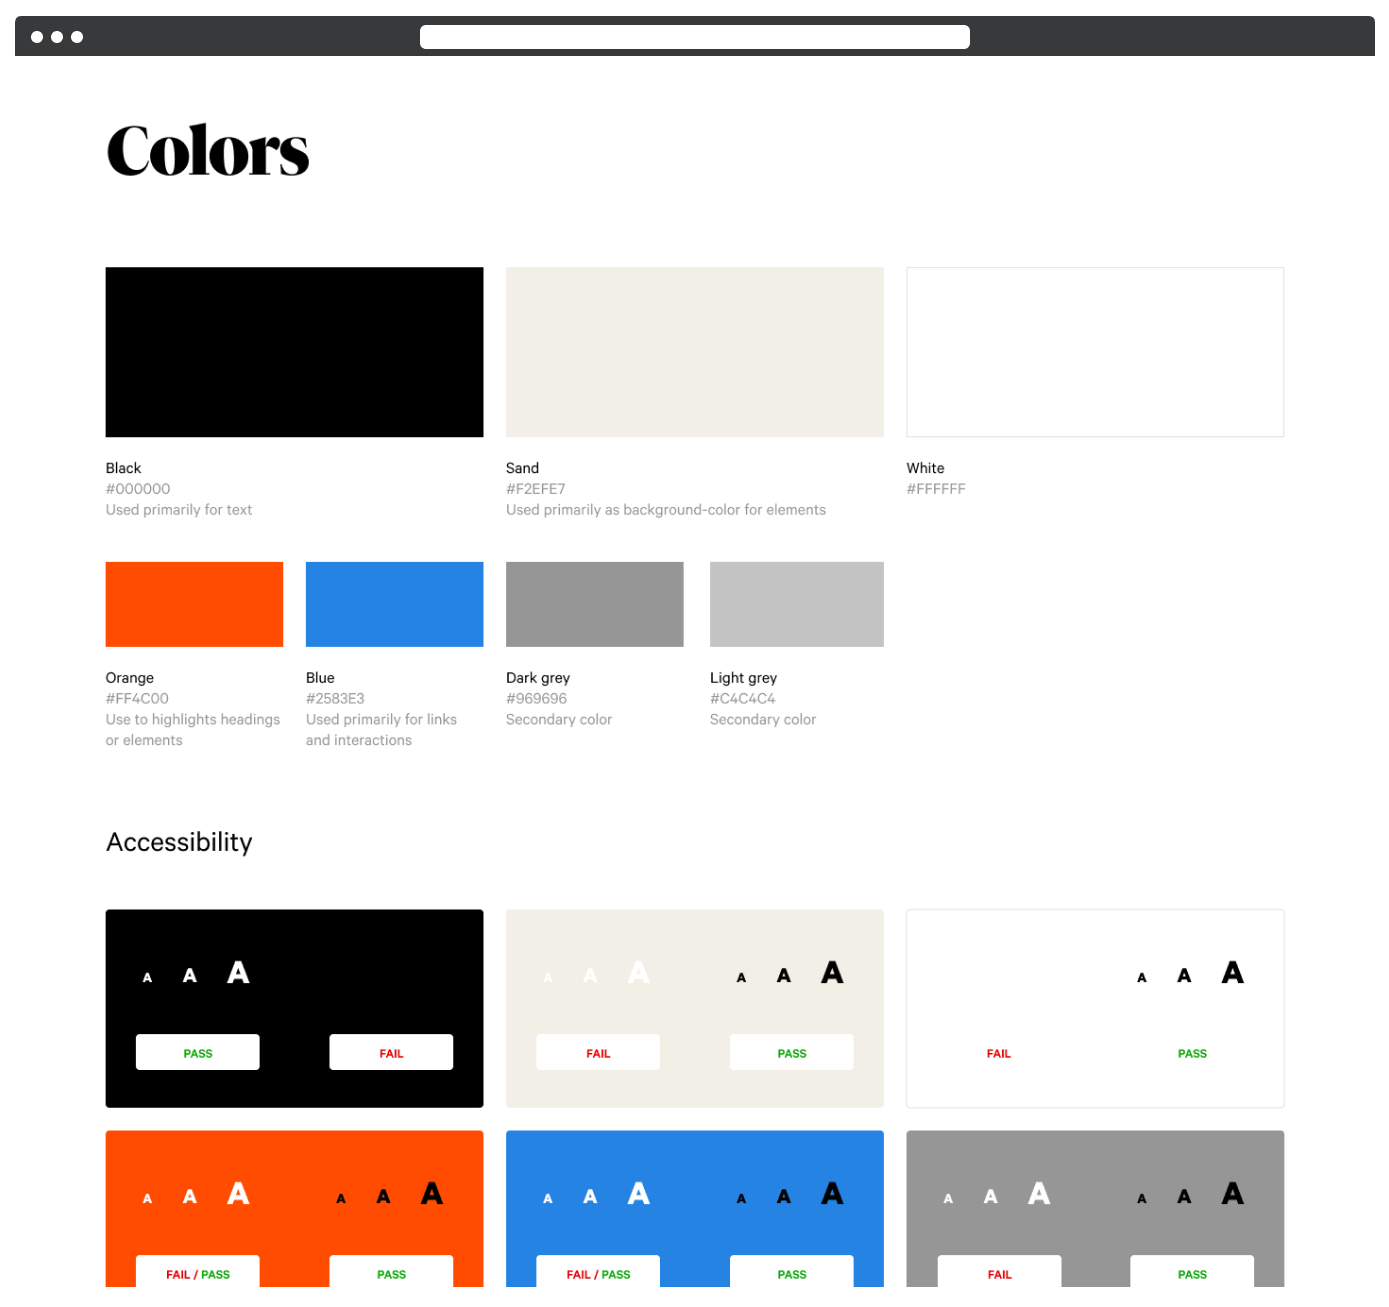 Colors
Black
#000000
Used primarily for text
Sand
#F2EFE7
Used primarily as background-color for elements
White
#FFFFFF
Orange
#FF4C00
Use to highlights headings
or elements
Blue
#2583E3
Used primarily for links
and interactions
Dark grey
#969696
Secondary color
Light grey
#C4C4C4
Secondary color
Accessibility
A A A
PASS FAIL
A A A A A A
FAIL PASS
A A A
FAIL PASS
A A A A A A
FAIL / PASS PASS
A A A A A A
FAIL / PASS PASS
A A A A A A
FAIL PASS